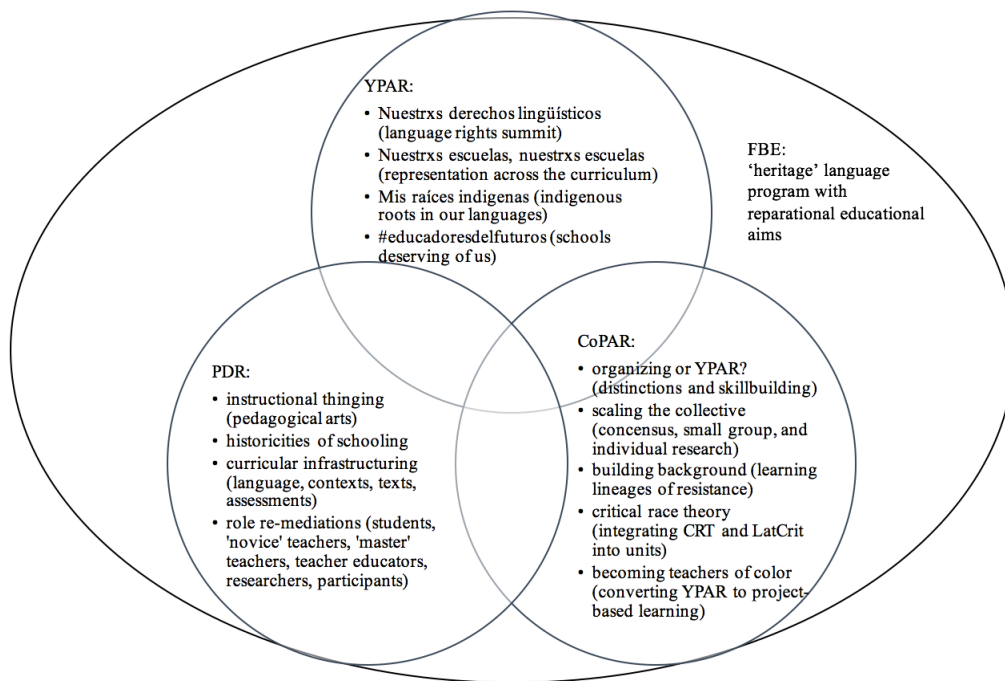 YPAR:
• Nuestrxs derechos lingüísticos
(language rights summit)
• Nuestrxs escuelas, nuestrxs escuelas
(representation across the curriculum)
• Mis raíces indigenas (indigenous
roots in our languages)
• #educadoresdelfuturos (schools
deserving of us)
FBE:
‘heritage’ language
program with
reparational educational
aims
PDR:
• instructional thinging
(pedagogical arts)
• historicities of schooling
• curricular infrastructuring
(language, contexts, texts,
assessments)
• role re-mediations (students,
'novice' teachers, 'master'
teachers, teacher educators,
researchers, participants)
CoPAR:
• organizing or YPAR?
(distinctions and skillbuilding)
• scaling the collective
(concensus, small group, and
individual research)
• building background (learning
lineages of resistance)
• critical race theory
(integrating CRT and LatCrit
into units)
• becoming teachers of color
(converting YPAR to project-
based learning)